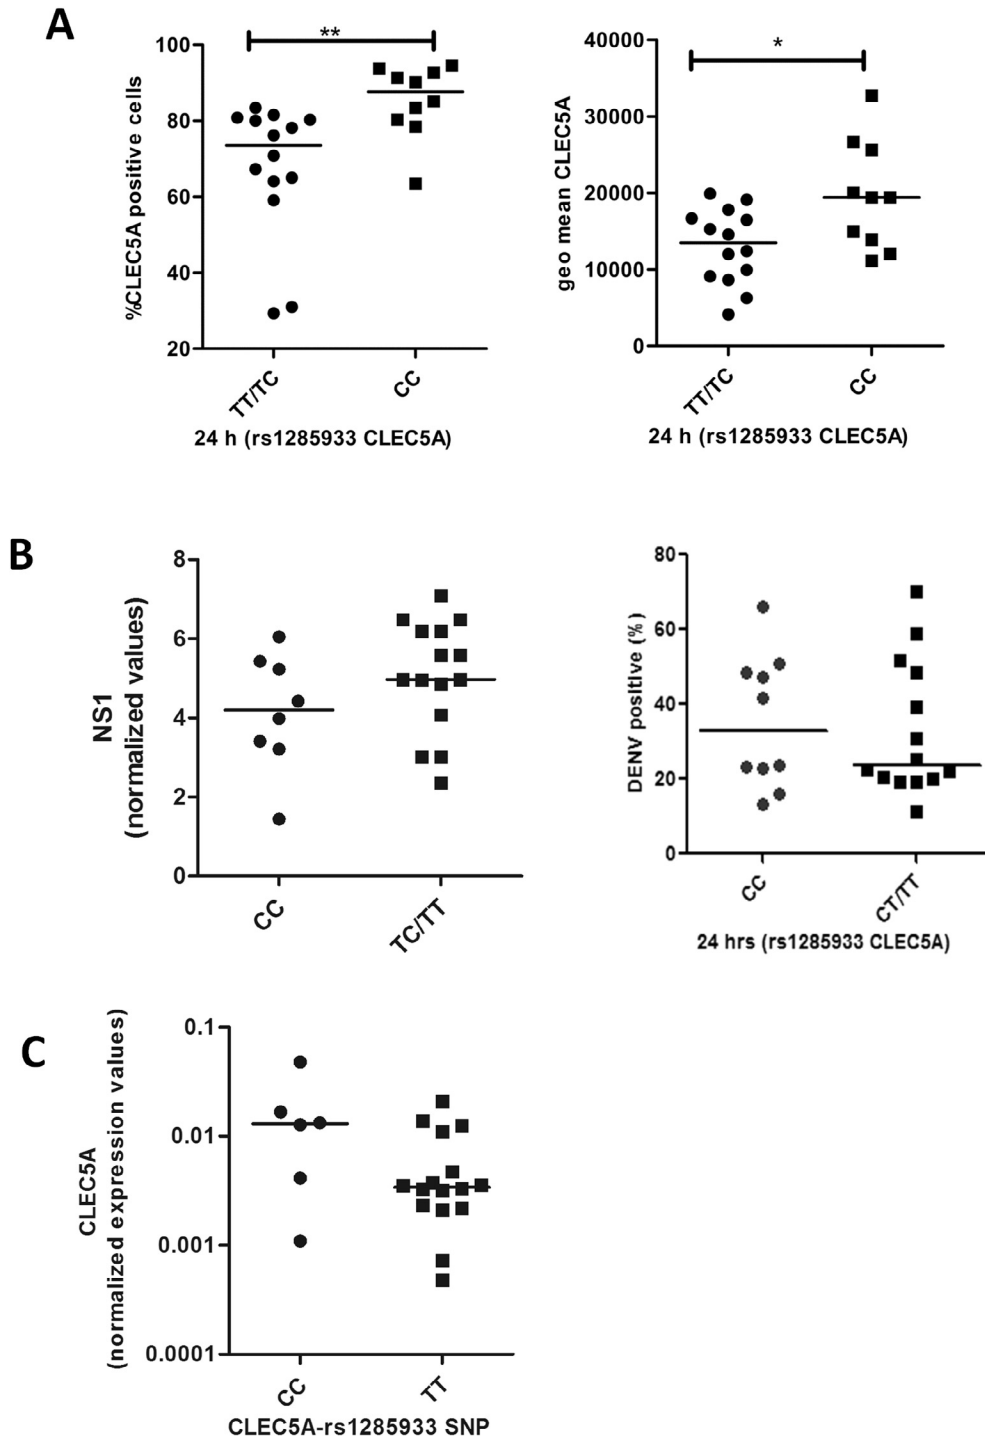 A
%CLEC5A positive cells
100
80
60
40
20
**
TT/TC
CC
24 h (rs1285933 CLEC5A)
geo mean CLEC5A
40000
30000
20000
10000
0
*
TT/TC
CC
24 h (rs1285933 CLEC5A)
B
NS1
(normalized values)
8
6
4
2
0
CC
TC/TT
DENV positive (%)
80
60
40
20
0
CC
CT/TT
24 hrs (rs1285933 CLEC5A)
C
CLEC5A
(normalized expression values)
0.1
0.01
0.001
0.0001
CC
TT
CLEC5A-rs1285933 SNP